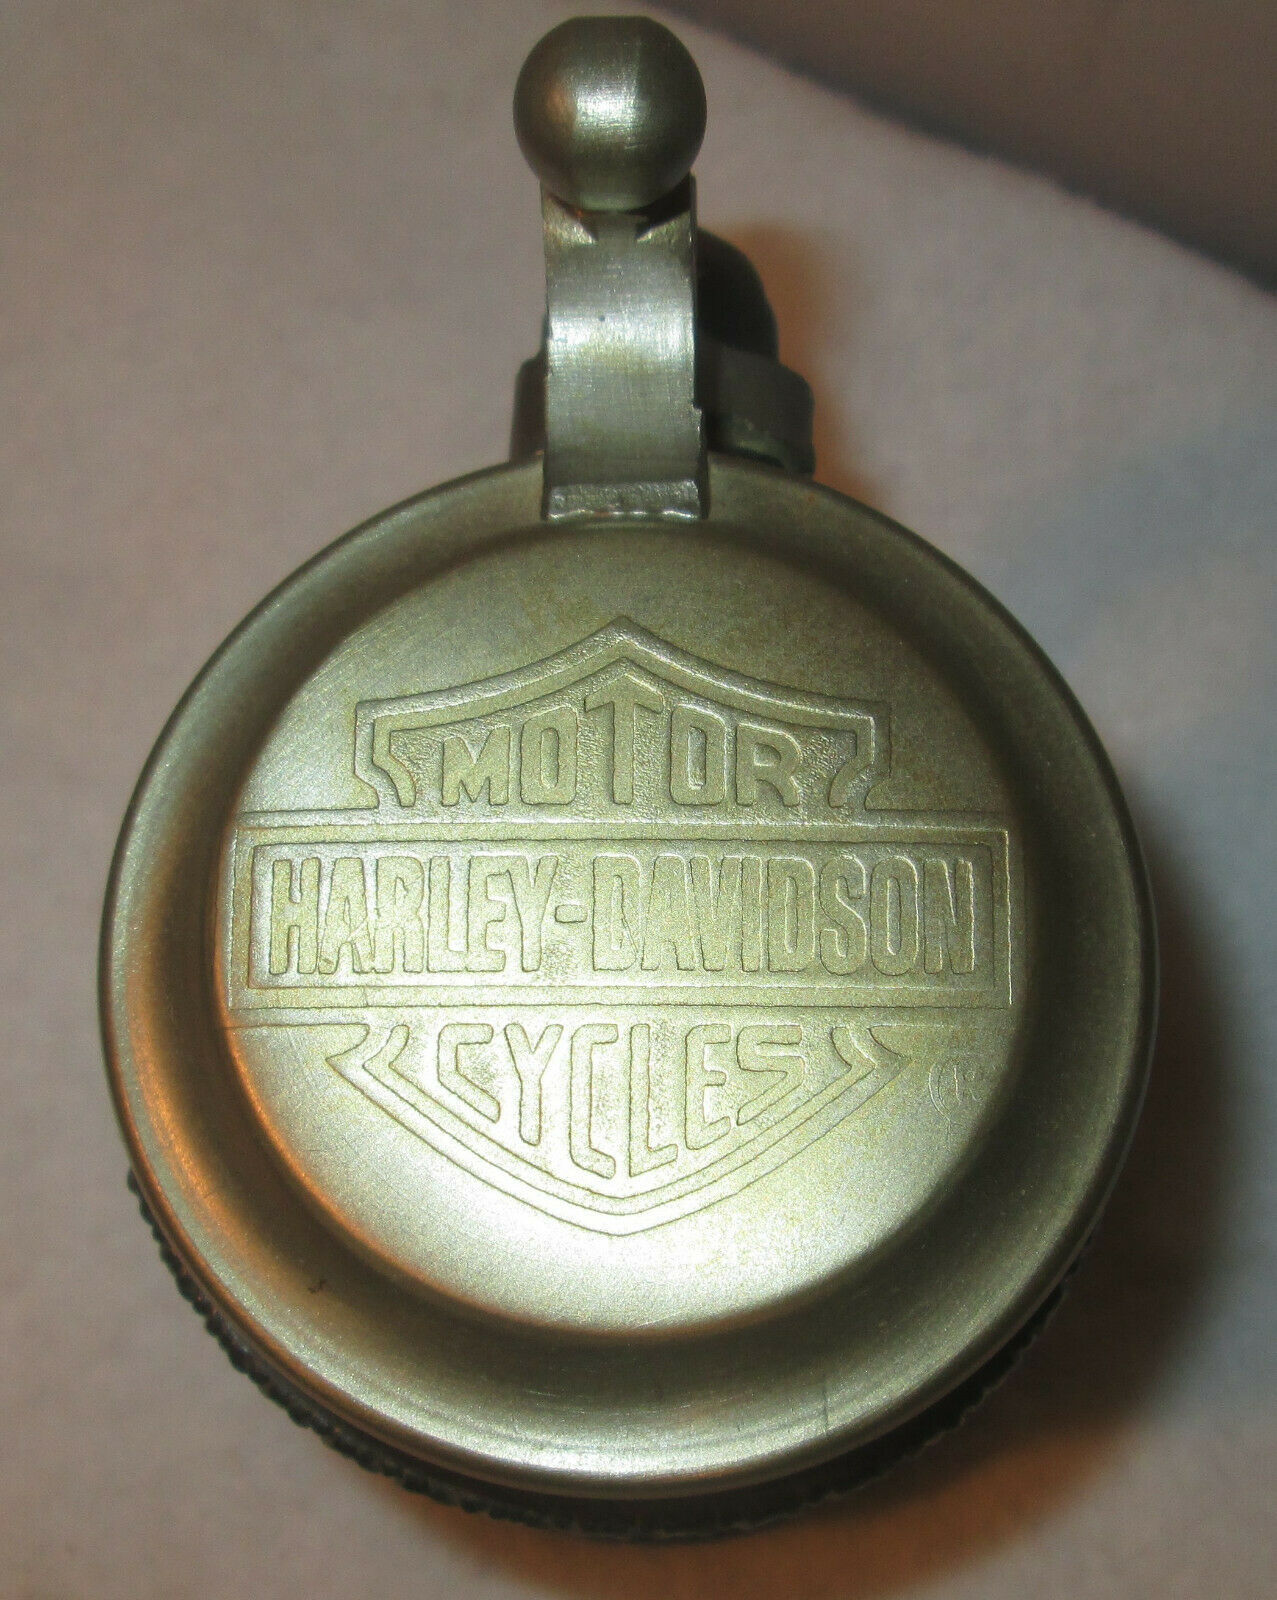 MOTOR
HARLEY-DAVIDSON
CYCLES
®